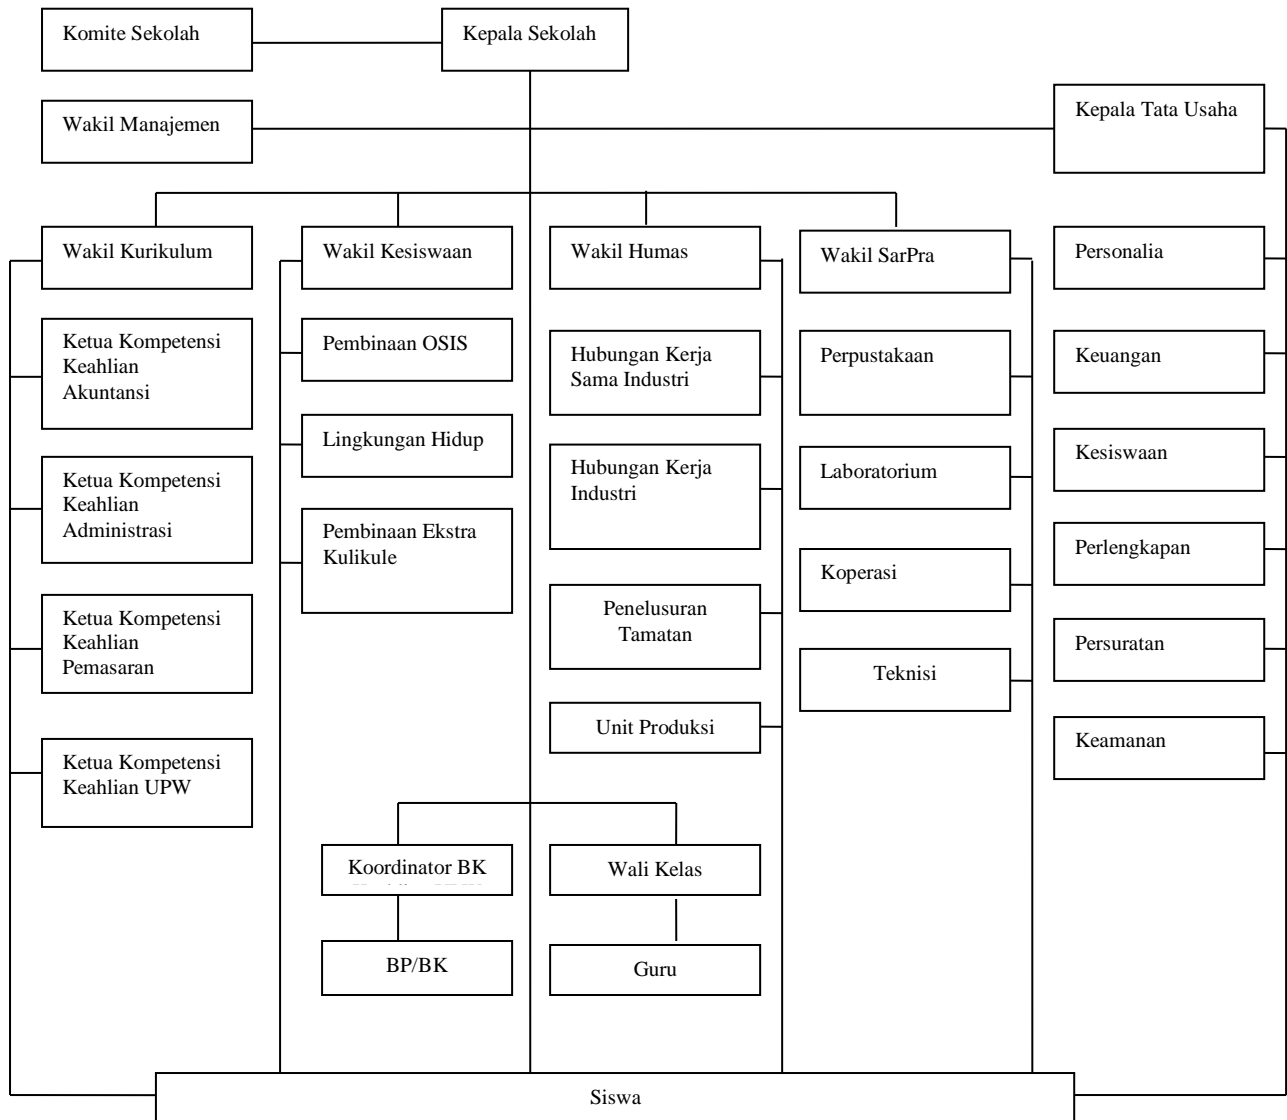 Komite Sekolah
Kepala Sekolah
Wakil Manajemen
Kepala Tata Usaha
Wakil Kurikulum
Wakil Kesiswaan
Wakil Humas
Wakil SarPra
Personalia
Ketua Kompetensi
Keahlian
Akuntansi
Pembinaan OSIS
Hubungan Kerja
Sama Industri
Perpustakaan
Keuangan
Lingkungan Hidup
Ketua Kompetensi
Keahlian
Administrasi
Hubungan Kerja
Industri
Laboratorium
Kesiswaan
Pembinaan Ekstra
Kulikule
Koperasi
Perlengkapan
Ketua Kompetensi
Keahlian
Pemasaran
Penelusuran
Tamatan
Teknisi
Persuratan
Unit Produksi
Keamanan
Ketua Kompetensi
Keahlian UPW
Koordinator BK
Wali Kelas
BP/BK
Guru
Siswa